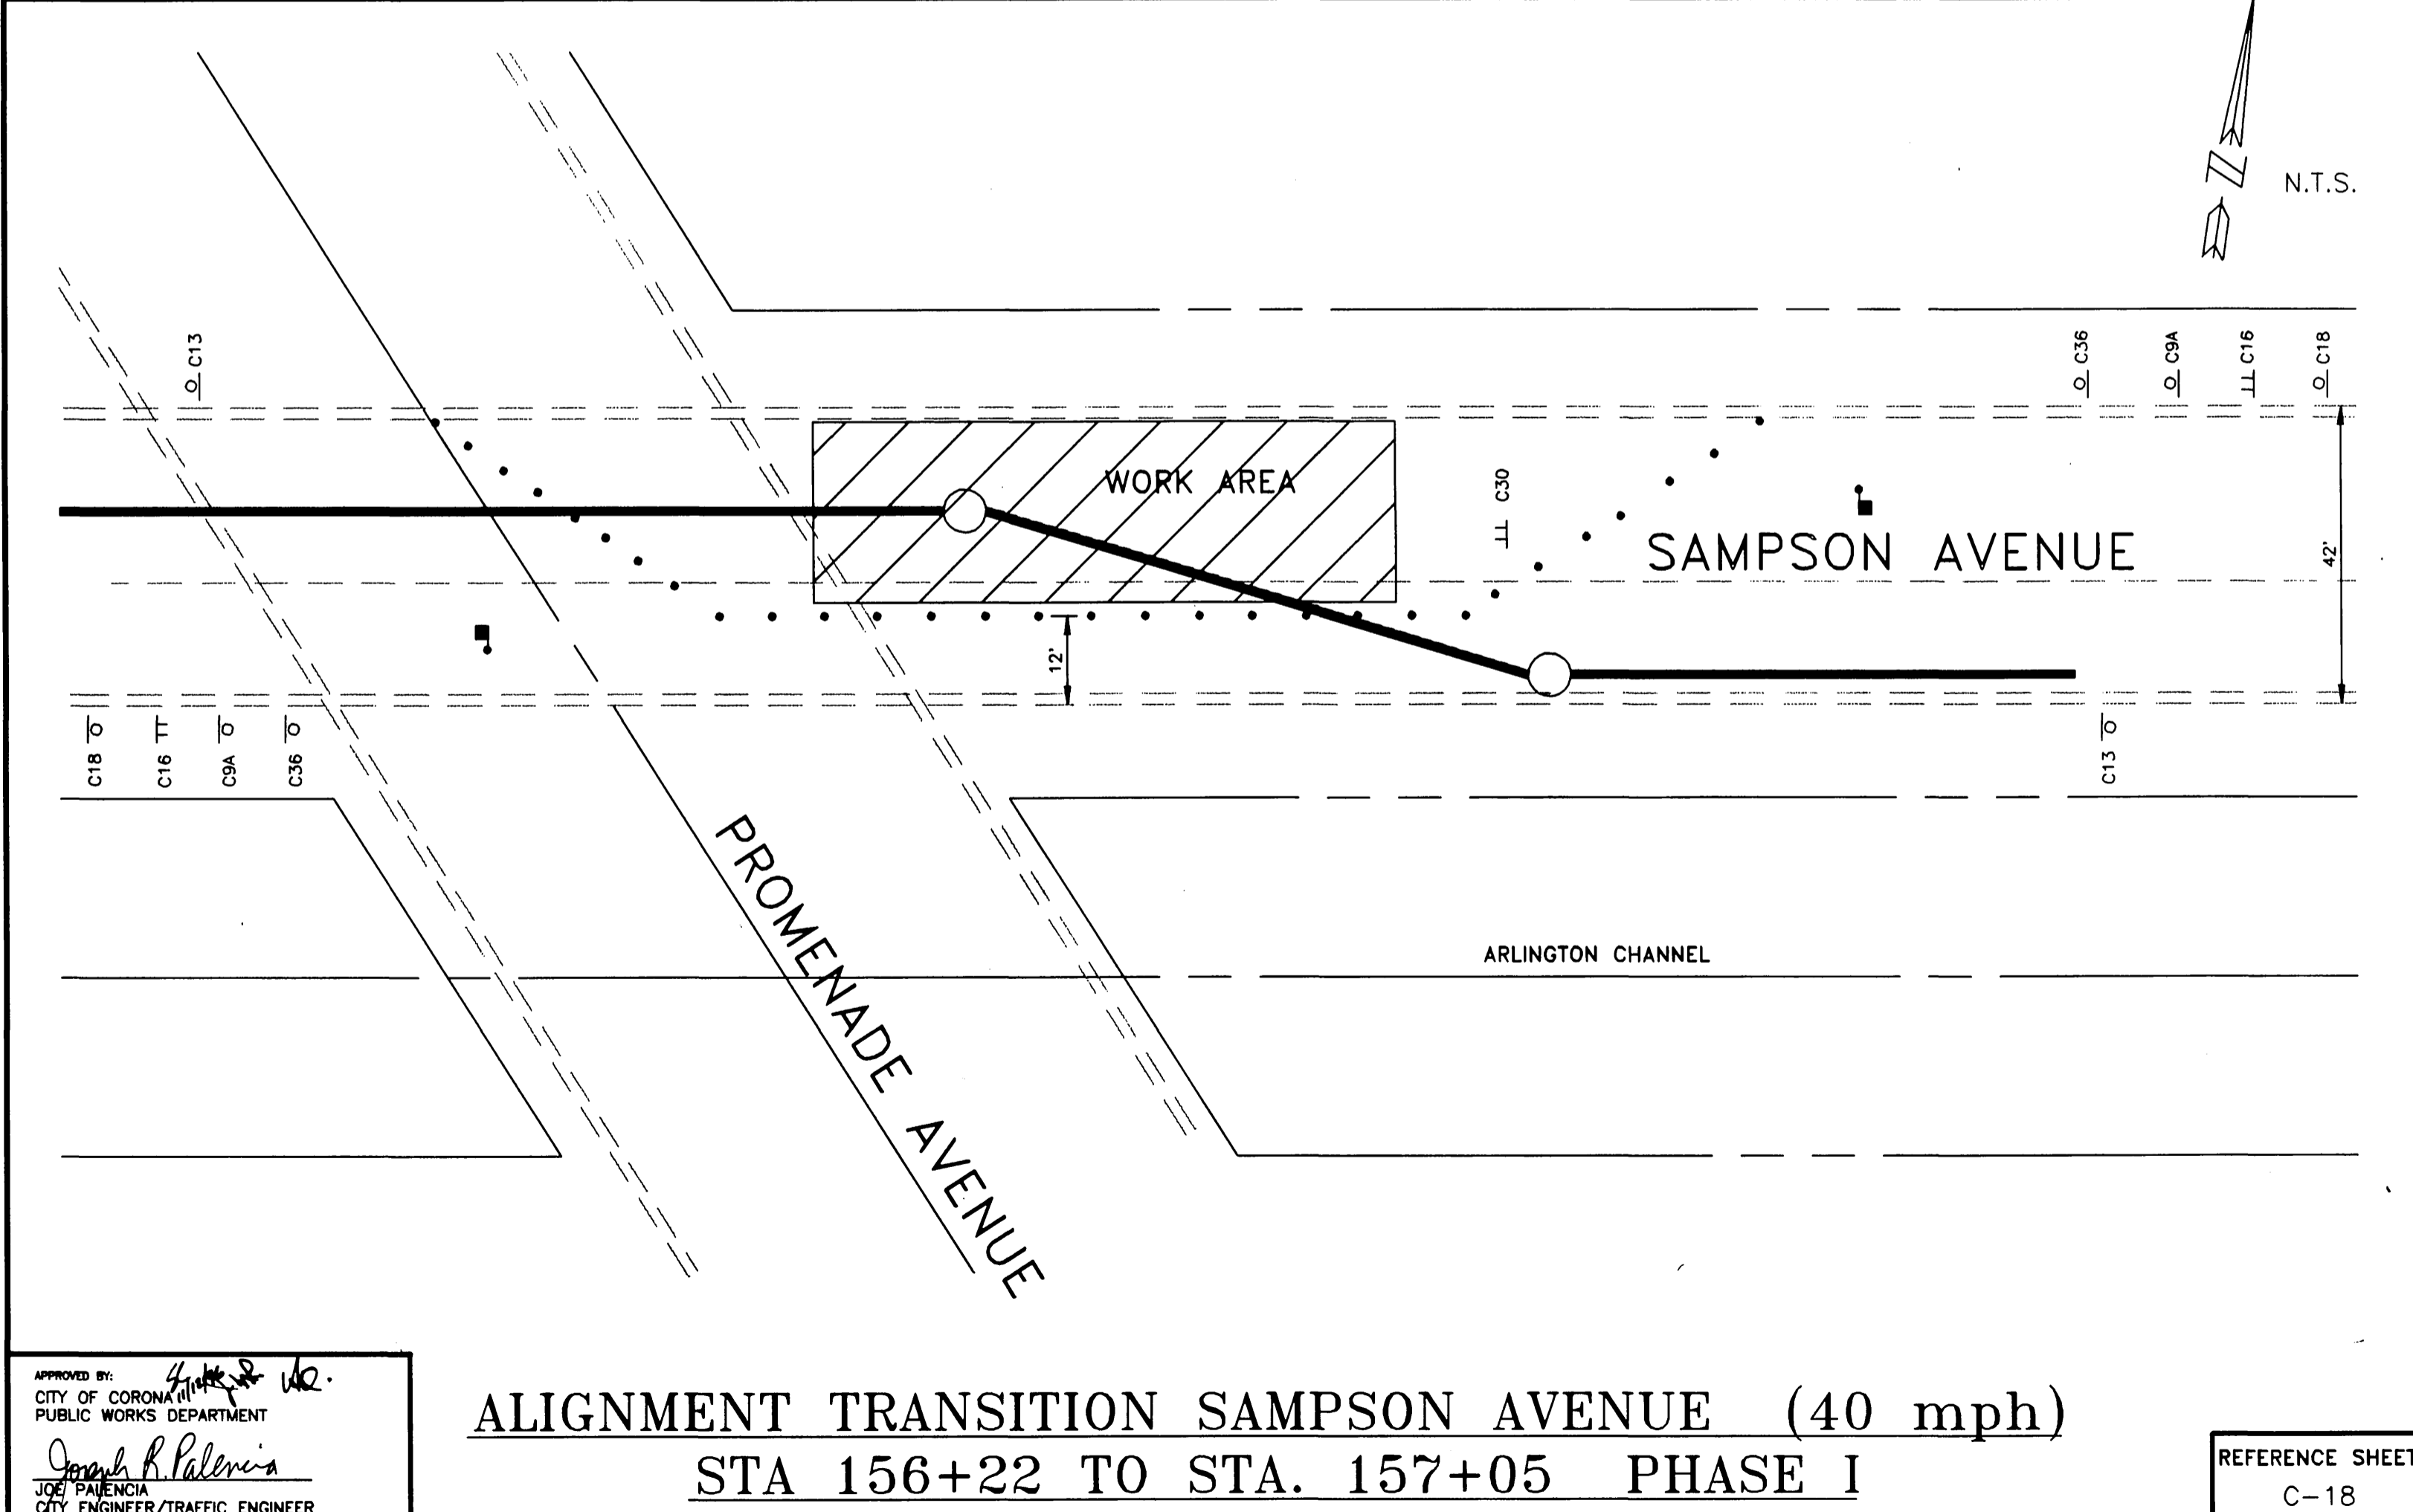 N.T.S.
C13
C36
C9A
C16
C18
WORK AREA
C30
SAMPSON AVENUE
42'
12'
C18
C16
C9A
C36
C13
PROMENADE AVENUE
ARLINGTON CHANNEL
APPROVED BY:
CITY OF CORONA
PUBLIC WORKS DEPARTMENT
Joseph R. Palencia
JOE PALENCIA
CITY ENGINEER/TRAFFIC ENGINEER
ALIGNMENT TRANSITION SAMPSON AVENUE (40 mph)
STA 156+22 TO STA. 157+05 PHASE I
REFERENCE SHEET
C-18